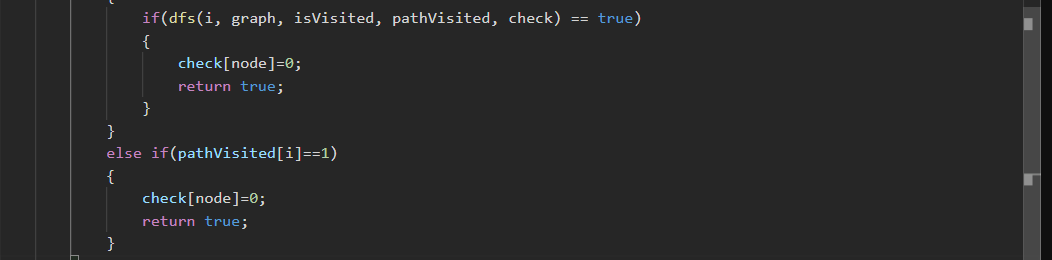 {
if(dfs(i, graph, isVisited, pathVisited, check) == true)
{
check[node]=0;
return true;
}
}
else if(pathVisited[i]==1)
{
check[node]=0;
return true;
}